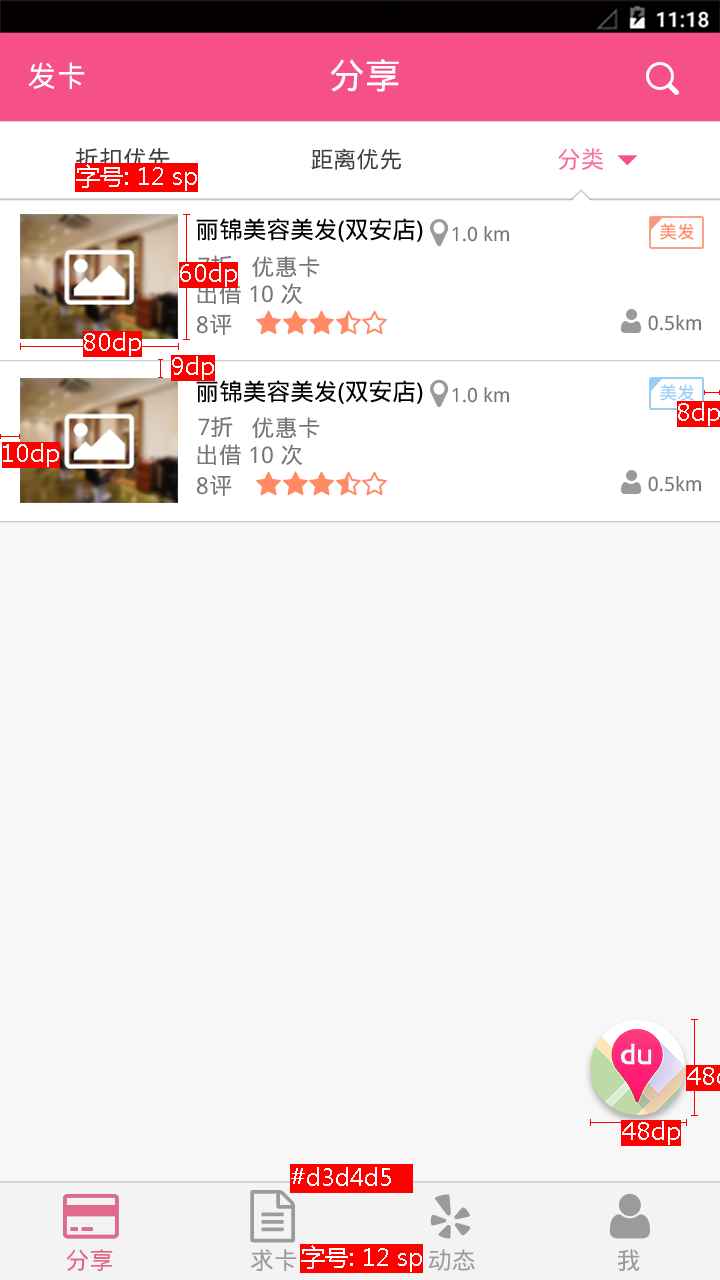 11:18
发卡
分享
折扣优先
距离优先
分类
字号: 12 sp
丽锦美容美发(双安店)
1.0 km
美发
7折 优惠卡
60dp
出借 10 次
8评
0.5km
80dp
9dp
丽锦美容美发(双安店)
1.0 km
美发
8dp
7折 优惠卡
10dp
出借 10 次
8评
0.5km
du
48dp
#d3d4d5
分享
求卡
字号: 12 sp
动态
我